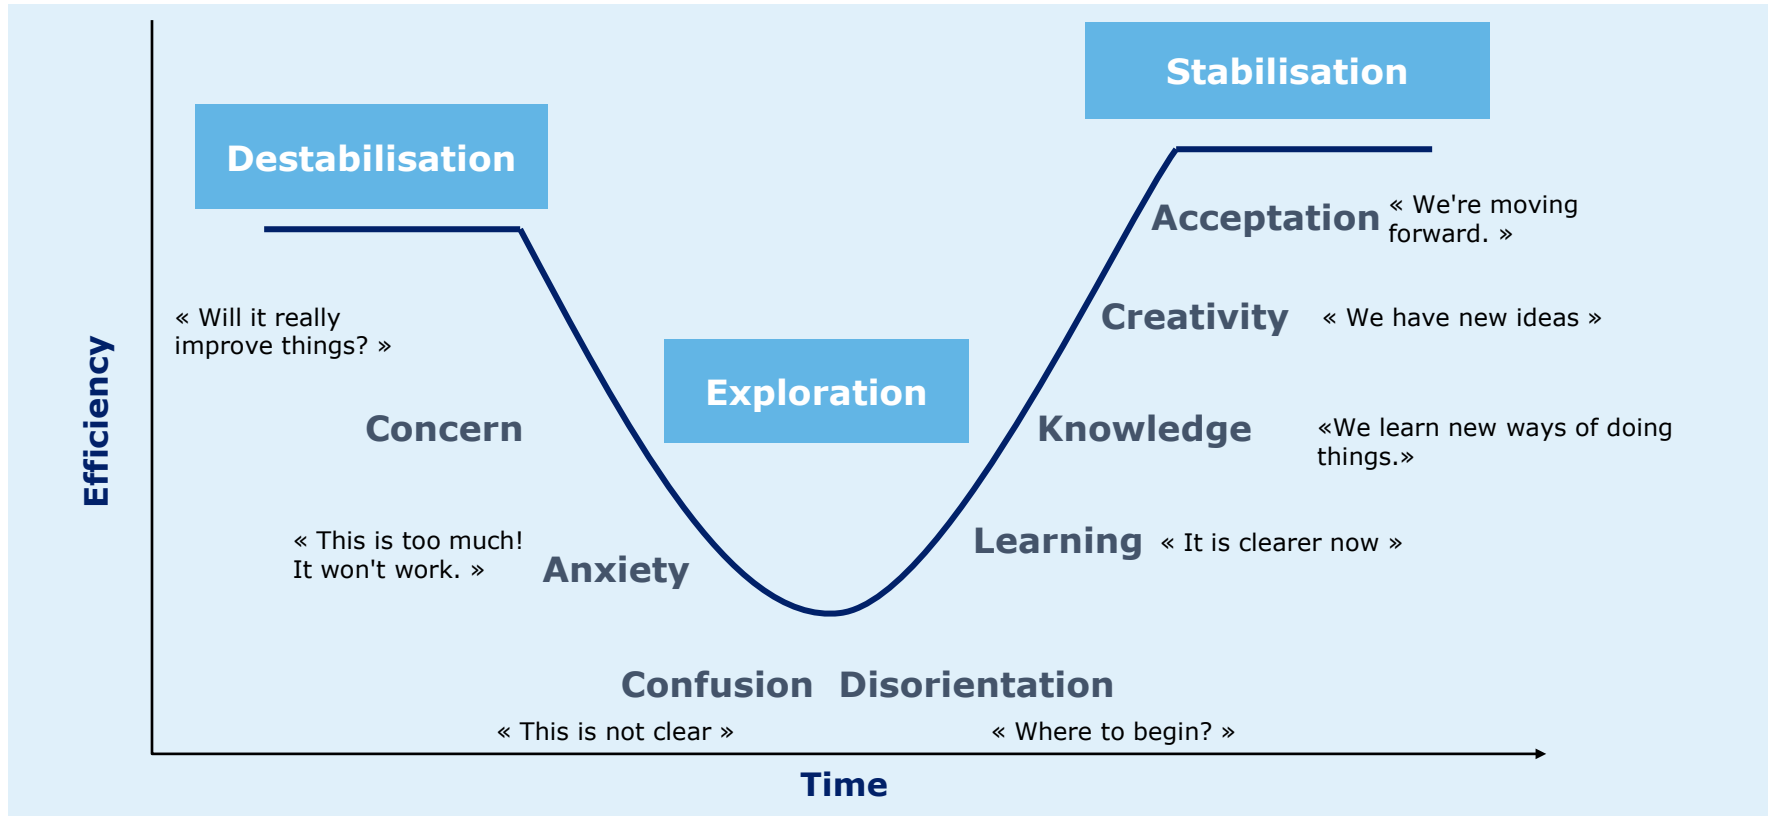 Stabilisation
Destabilisation
Acceptation
« We're moving
forward. »
« Will it really
improve things? »
Creativity
« We have new ideas »
Exploration
Efficiency
Concern
Knowledge
«We learn new ways of doing
things.»
« This is too much!
It won't work. »
Anxiety
Learning
« It is clearer now »
Confusion
Disorientation
« This is not clear »
« Where to begin? »
Time